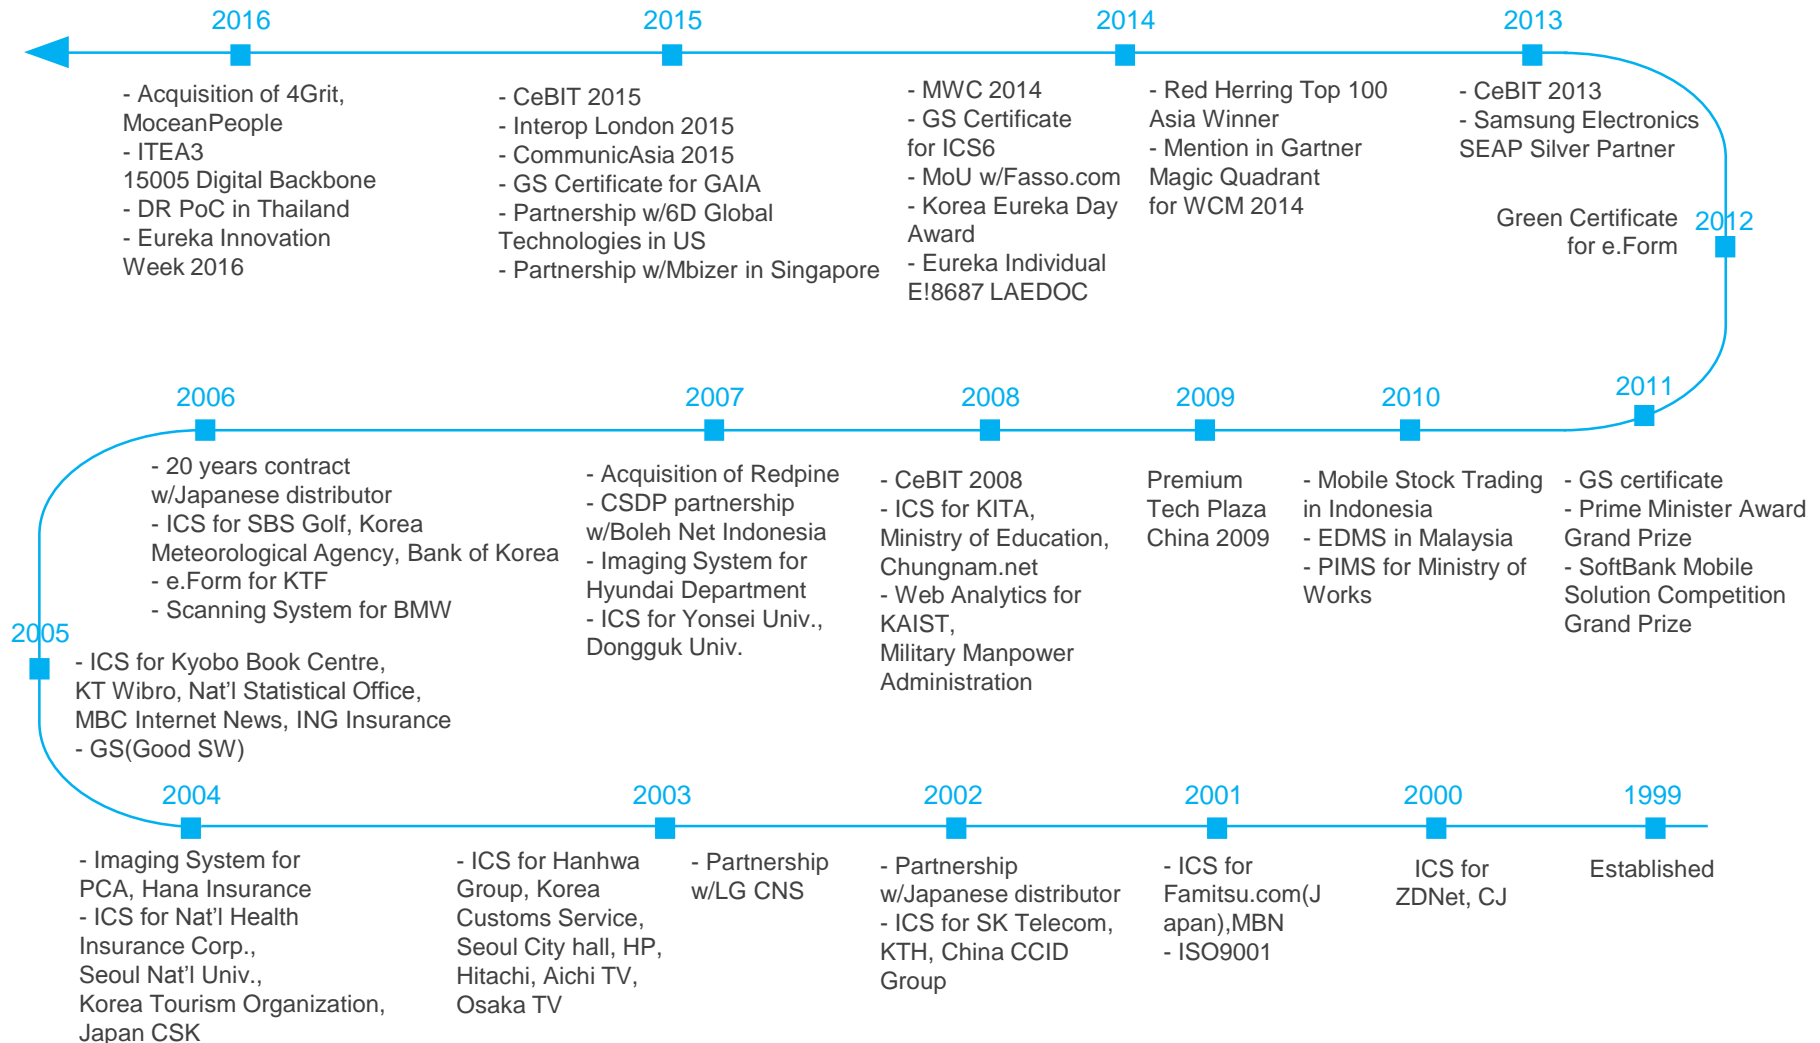 2016
- Acquisition of 4Grit,
MoceanPeople
- ITEA3
15005 Digital Backbone
- DR PoC in Thailand
- Eureka Innovation
Week 2016
2015
- CeBIT 2015
- Interop London 2015
- CommunicAsia 2015
- GS Certificate for GAIA
- Partnership w/6D Global
Technologies in US
- Partnership w/Mbizer in Singapore
2014
- MWC 2014
- GS Certificate
for ICS6
- MoU w/Fasso.com
- Korea Eureka Day
Award
- Eureka Individual
E!8687 LAEDOC
- Red Herring Top 100
Asia Winner
- Mention in Gartner
Magic Quadrant
for WCM 2014
2013
- CeBIT 2013
- Samsung Electronics
SEAP Silver Partner
2012
Green Certificate
for e.Form
2006
- 20 years contract
w/Japanese distributor
- ICS for SBS Golf, Korea
Meteorological Agency, Bank of Korea
- e.Form for KTF
- Scanning System for BMW
2007
- Acquisition of Redpine
- CSDP partnership
w/Boleh Net Indonesia
- Imaging System for
Hyundai Department
- ICS for Yonsei Univ.,
Dongguk Univ.
2008
- CeBIT 2008
- ICS for KITA,
Ministry of Education,
Chungnam.net
- Web Analytics for
KAIST,
Military Manpower
Administration
2009
Premium
Tech Plaza
China 2009
2010
- Mobile Stock Trading
in Indonesia
- EDMS in Malaysia
- PIMS for Ministry of
Works
2011
- GS certificate
- Prime Minister Award
Grand Prize
- SoftBank Mobile
Solution Competition
Grand Prize
2005
- ICS for Kyobo Book Centre,
KT Wibro, Nat’l Statistical Office,
MBC Internet News, ING Insurance
- GS(Good SW)
2004
- Imaging System for
PCA, Hana Insurance
- ICS for Nat’l Health
Insurance Corp.,
Seoul Nat’l Univ.,
Korea Tourism Organization,
Japan CSK
2003
- ICS for Hanhwa
Group, Korea
Customs Service,
Seoul City hall, HP,
Hitachi, Aichi TV,
Osaka TV
- Partnership
w/LG CNS
2002
- Partnership
w/Japanese distributor
- ICS for SK Telecom,
KTH, China CCID
Group
2001
- ICS for
Famitsu.com(J
apan),MBN
- ISO9001
2000
ICS for
ZDNet, CJ
1999
Established